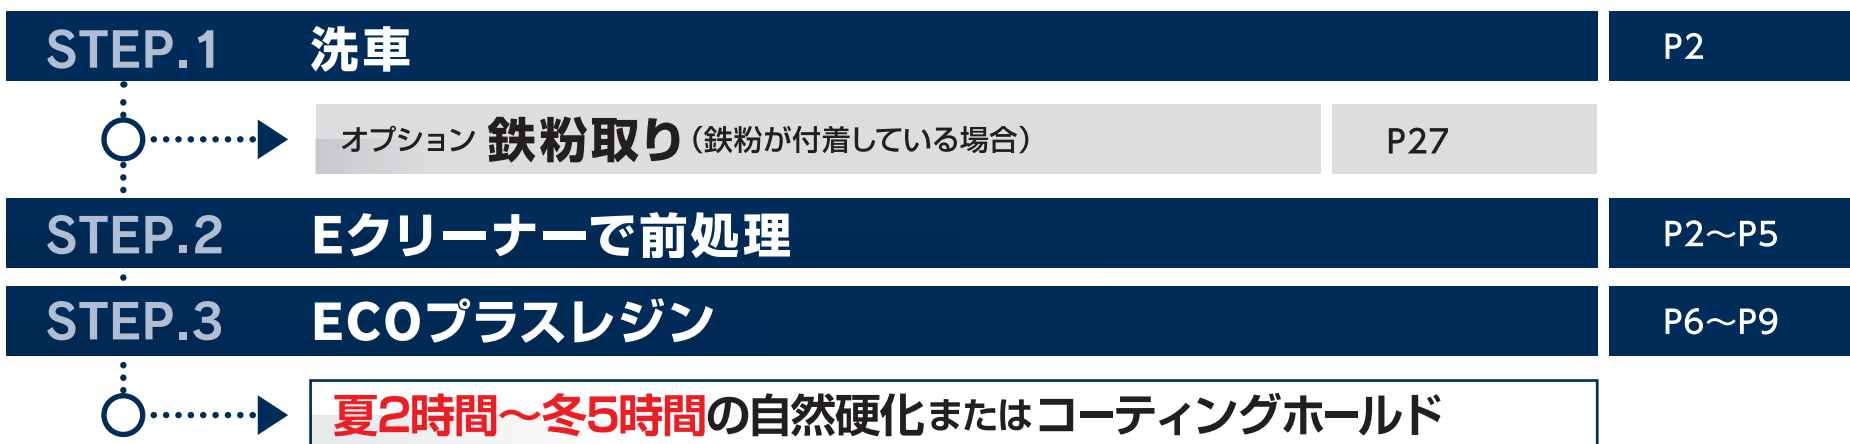 STEP.1 洗車 P2
オプション 鉄粉取り（鉄粉が付着している場合） P27
STEP.2 Eクリーナーで前処理 P2〜P5
STEP.3 ECOプラスレジン P6〜P9
夏2時間〜冬5時間の自然硬化またはコーティングホールド